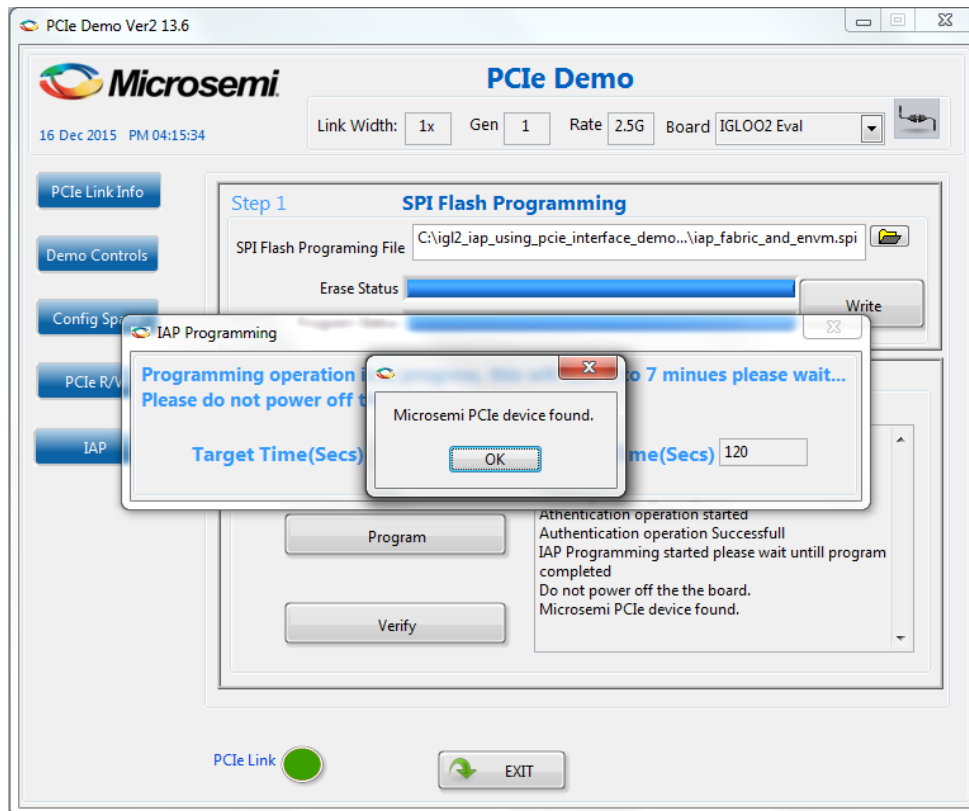 PCIe Demo Ver2 13.6
Microsemi.
PCIe Demo
16 Dec 2015 PM 04:15:34
Link Width: 1x Gen 1 Rate 2.5G Board IGLOO2 Eval
PCIe Link Info
Demo Controls
Config Spa
PCIe R/W
IAP
Step 1 SPI Flash Programming
SPI Flash Programing File C:\igl2_iap_using_pcie_interface_demo...\iap_fabric_and_envm.spi
Erase Status
Write
IAP Programming
Programming operation i to 7 minues please wait...
Please do not power off t
Target Time(Secs) me(Secs) 120
Microsemi PCIe device found.
OK
Program
Verify
Athentication operation started
Authentication operation Successfull
IAP Programming started please wait untill program
completed
Do not power off the the board.
Microsemi PCIe device found.
PCIe Link
EXIT